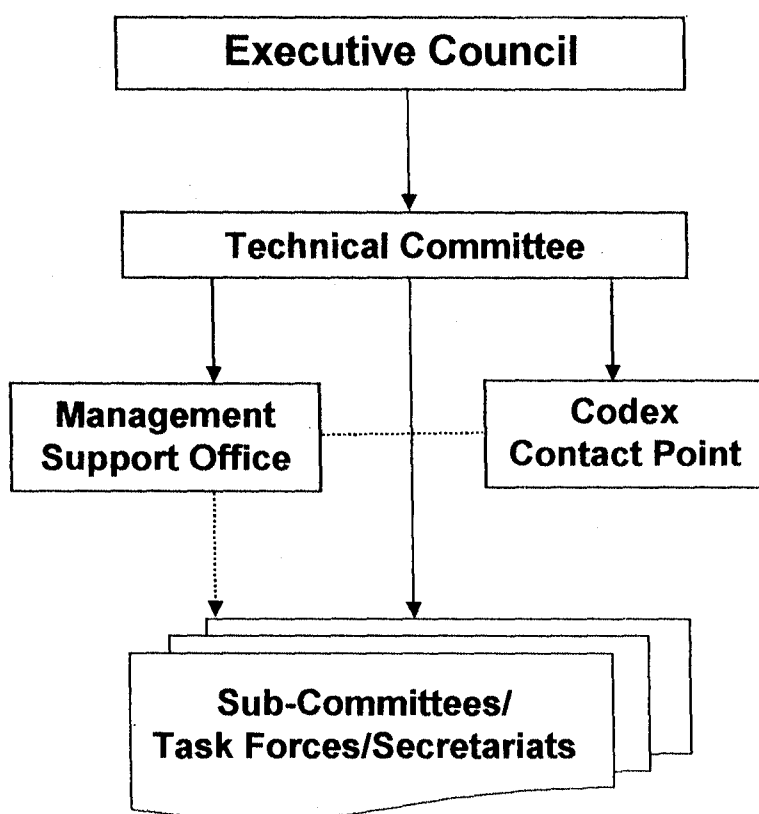 Executive Council
Technical Committee
Management
Support Office
Codex
Contact Point
Sub-Committees/
Task Forces/Secretariats